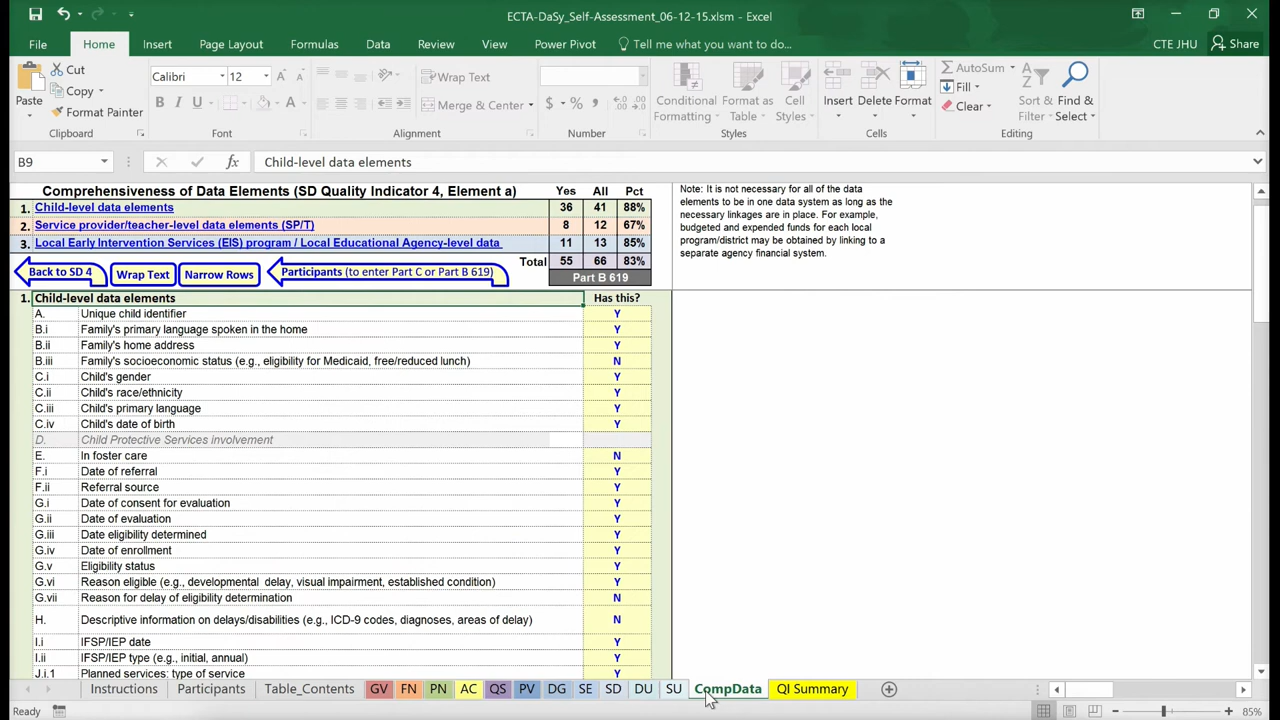 ECTA-DaSy_Self-Assessment_06-12-15.xlsm - Excel
File Home Insert Page Layout Formulas Data Review View Power Pivot Tell me what you want to do... CTE JHU Share
Cut
Copy
Format Painter
Paste
Clipboard
Calibri 12
B I U A
Font
Wrap Text
Merge & Center
Alignment
$ % ,
Number
Conditional Formatting
Format as Table
Cell Styles
Styles
Insert Delete Format
Cells
AutoSum
Fill
Clear
Sort & Filter
Find & Select
Editing
B9 fx Child-level data elements
Comprehensiveness of Data Elements (SD Quality Indicator 4, Element a) Yes All Pct
1. Child-level data elements 36 41 88%
2. Service provider/teacher-level data elements (SP/T) 8 12 67%
3. Local Early Intervention Services (EIS) program / Local Educational Agency-level data 11 13 85%
Total 55 66 83%
Back to SD 4 Wrap Text Narrow Rows Participants (to enter Part C or Part B 619) Part B 619
Note: It is not necessary for all of the data
elements to be in one data system as long as the
necessary linkages are in place. For example,
budgeted and expended funds for each local
program/district may be obtained by linking to a
separate agency financial system.
1. Child-level data elements Has this?
A. Unique child identifier Y
B.i Family's primary language spoken in the home Y
B.ii Family's home address Y
B.iii Family's socioeconomic status (e.g., eligibility for Medicaid, free/reduced lunch) N
C.i Child's gender Y
C.ii Child's race/ethnicity Y
C.iii Child's primary language Y
C.iv Child's date of birth Y
D. Child Protective Services involvement
E. In foster care N
F.i Date of referral Y
F.ii Referral source Y
G.i Date of consent for evaluation Y
G.ii Date of evaluation Y
G.iii Date eligibility determined Y
G.iv Date of enrollment Y
G.v Eligibility status Y
G.vi Reason eligible (e.g., developmental delay, visual impairment, established condition) Y
G.vii Reason for delay of eligibility determination N
H. Descriptive information on delays/disabilities (e.g., ICD-9 codes, diagnoses, areas of delay) N
I.i IFSP/IEP date Y
I.ii IFSP/IEP type (e.g., initial, annual) Y
J.i.1 Planned services: type of service Y
Instructions Participants Table_Contents GV FN PN AC QS PV DG SE SD DU SU CompData QI Summary
Ready 85%